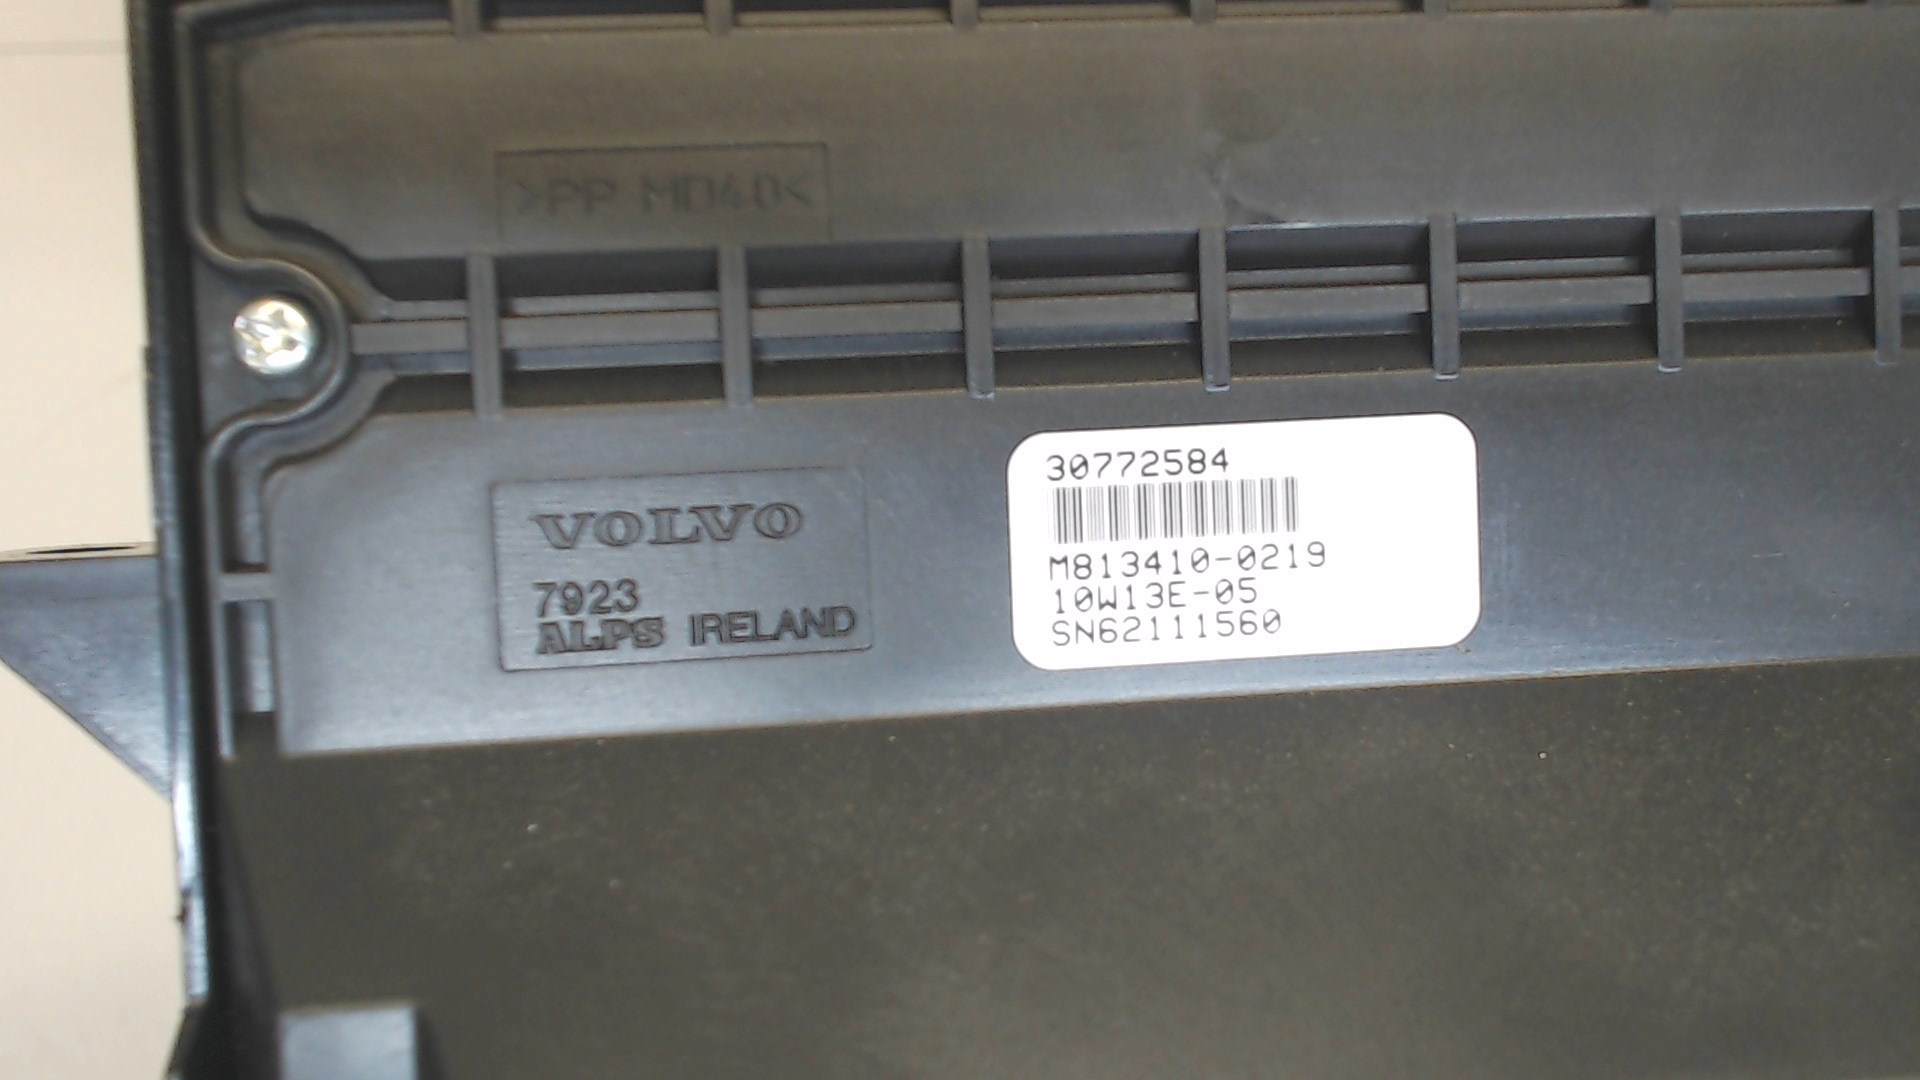 >PP MD40<
VOLVO
7923
ALPS IRELAND
30772584
M813410-0219
10W13E-05
SN62111560